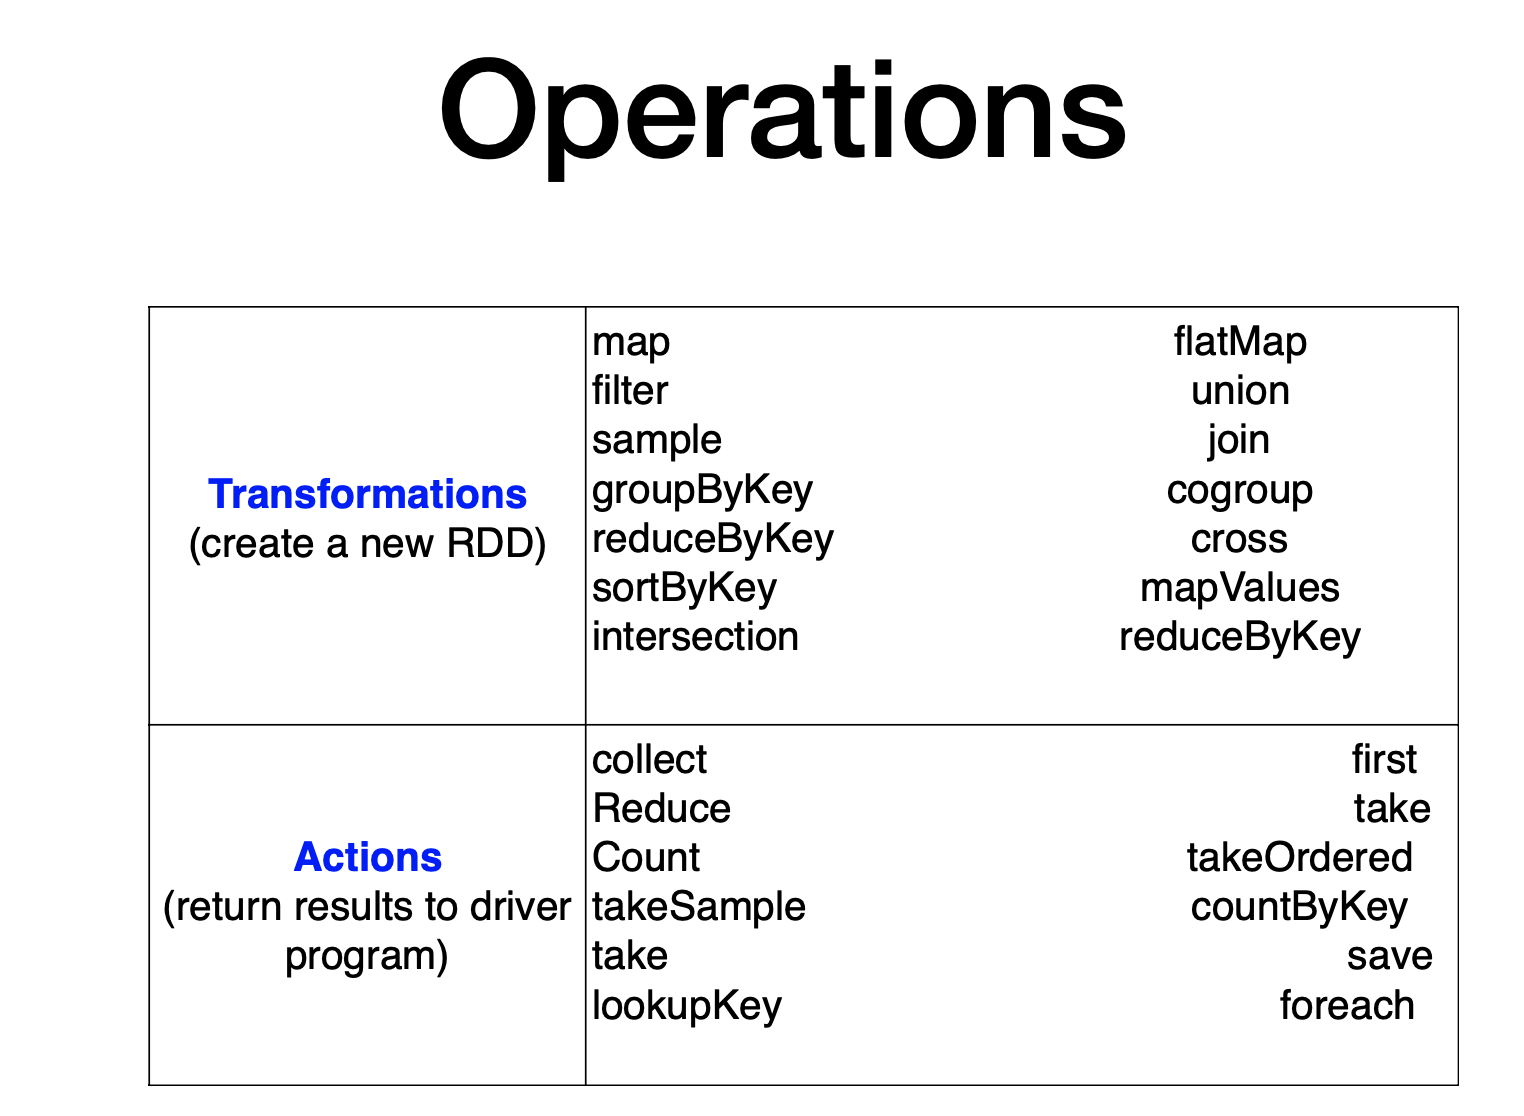 Operations
Transformations
(create a new RDD)
map flatMap
filter union
sample join
groupByKey cogroup
reduceByKey cross
sortByKey mapValues
intersection reduceByKey
Actions
(return results to driver
program)
collect first
Reduce take
Count takeOrdered
takeSample countByKey
take save
lookupKey foreach